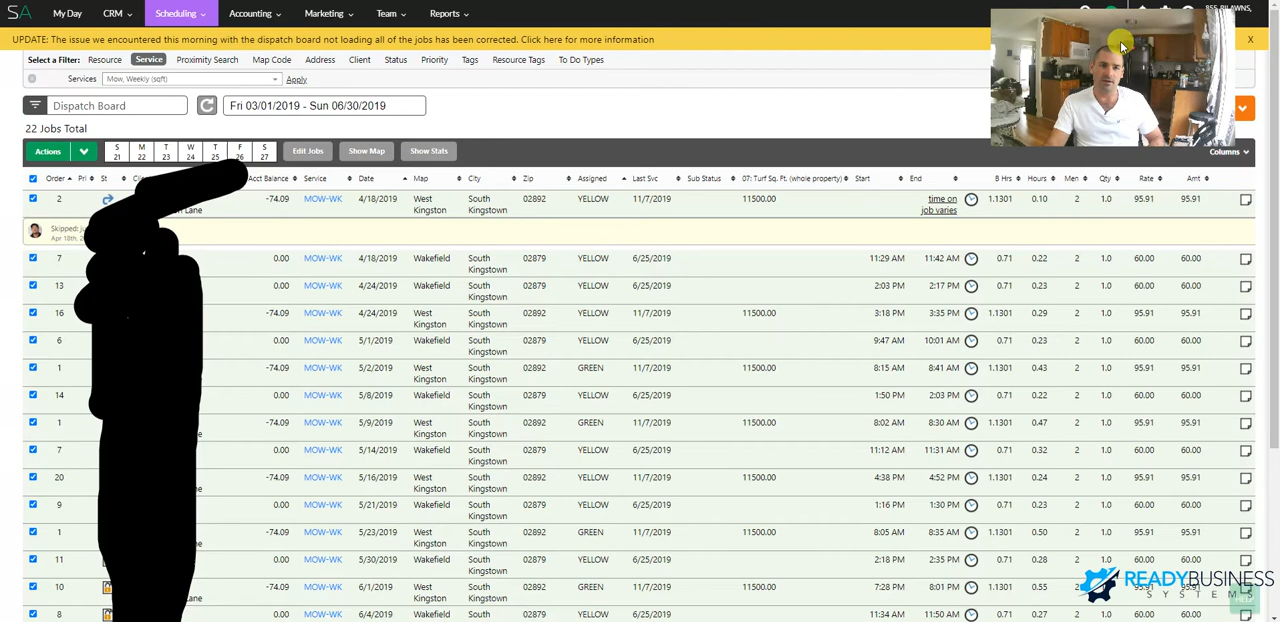 SA My Day CRM Scheduling Accounting Marketing Team Reports
UPDATE: The issue we encountered this morning with the dispatch board not loading all of the jobs has been corrected. Click here for more information X
Select a Filter: Resource Service Proximity Search Map Code Address Client Status Priority Tags Resource Tags To Do Types
Services Mow, Weekly (sqft) Apply
Dispatch Board Fri 03/01/2019 - Sun 06/30/2019
22 Jobs Total
S M T W T F S
Actions 21 22 23 24 25 26 27 Edit Jobs Show Map Show Stats Columns
Order Pri St Acct Balance Service Date Map City Zip Assigned Last Svc Sub Status 07: Turf Sq. Ft. (whole property) Start End B Hrs Hours Men Qty Rate Amt
2 -74.09 MOW-WK 4/18/2019 West 02892 YELLOW 11/7/2019 11500.00 time on 1.1301 0.10 2 1.0 95.91 95.91
Lane Kingston South Kingstown job varies
Skipped:
Apr 18th,
7 0.00 MOW-WK 4/18/2019 Wakefield South 02879 YELLOW 6/25/2019 11:29 AM 11:42 AM 0.71 0.22 2 1.0 60.00 60.00
Kingstown
13 0.00 MOW-WK 4/24/2019 Wakefield South 02879 YELLOW 6/25/2019 2:03 PM 2:17 PM 0.71 0.23 2 1.0 60.00 60.00
Kingstown
16 -74.09 MOW-WK 4/24/2019 West South 02892 YELLOW 11/7/2019 11500.00 3:18 PM 3:35 PM 1.1301 0.29 2 1.0 95.91 95.91
Kingston Kingstown
6 0.00 MOW-WK 5/1/2019 Wakefield South 02879 YELLOW 6/25/2019 9:47 AM 10:01 AM 0.71 0.23 2 1.0 60.00 60.00
Kingstown
1 -74.09 MOW-WK 5/2/2019 West South 02892 GREEN 11/7/2019 11500.00 8:15 AM 8:41 AM 1.1301 0.43 2 1.0 95.91 95.91
Kingston Kingstown
14 0.00 MOW-WK 5/8/2019 Wakefield South 02879 YELLOW 6/25/2019 1:50 PM 2:03 PM 0.71 0.22 2 1.0 60.00 60.00
Kingstown
1 -74.09 MOW-WK 5/9/2019 West South 02892 GREEN 11/7/2019 11500.00 8:02 AM 8:30 AM 1.1301 0.47 2 1.0 95.91 95.91
Kingston Kingstown
7 0.00 MOW-WK 5/14/2019 Wakefield South 02879 YELLOW 6/25/2019 11:12 AM 11:31 AM 0.71 0.32 2 1.0 60.00 60.00
Kingstown
20 -74.09 MOW-WK 5/16/2019 West South 02892 YELLOW 11/7/2019 11500.00 4:38 PM 4:52 PM 1.1301 0.24 2 1.0 95.91 95.91
Kingston Kingstown
9 0.00 MOW-WK 5/21/2019 Wakefield South 02879 YELLOW 6/25/2019 1:16 PM 1:30 PM 0.71 0.23 2 1.0 60.00 60.00
Kingstown
1 -74.09 MOW-WK 5/23/2019 West South 02892 GREEN 11/7/2019 11500.00 8:05 AM 8:35 AM 1.1301 0.50 2 1.0 95.91 95.91
Kingston Kingstown
11 0.00 MOW-WK 5/30/2019 Wakefield South 02879 YELLOW 6/25/2019 2:18 PM 2:35 PM 0.71 0.28 2 1.0 60.00 60.00
Kingstown
10 -74.09 MOW-WK 6/1/2019 West South 02892 GREEN 11/7/2019 11500.00 7:28 PM 8:01 PM 1.1301 0.55
Lane Kingston Kingstown
8 0.00 MOW-WK 6/4/2019 Wakefield South 02879 YELLOW 6/25/2019 11:34 AM 11:50 AM 0.71 0.27 2 1.0 60.00 60.00
READYBUSINESS
SYSTEMS